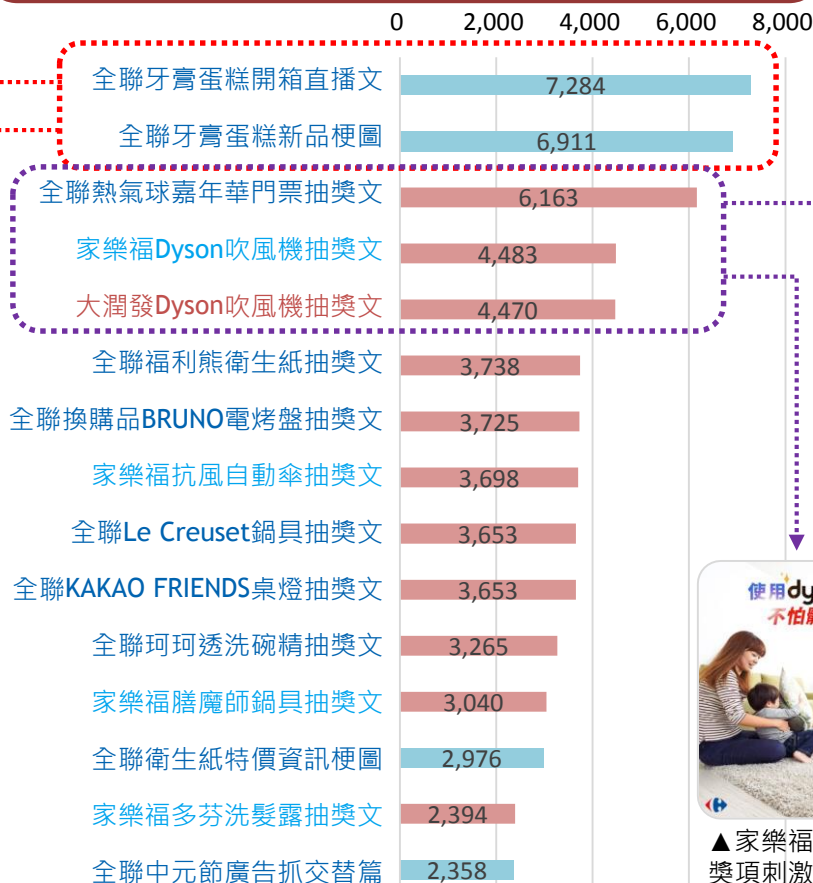 0 2,000 4,000 6,000 8,000
全聯牙膏蛋糕開箱直播文 7,284
全聯牙膏蛋糕新品梗圖 6,911
全聯熱氣球嘉年華門票抽獎文 6,163
家樂福Dyson吹風機抽獎文 4,483
大潤發Dyson吹風機抽獎文 4,470
全聯福利熊衛生紙抽獎文 3,738
全聯換購品BRUNO電烤盤抽獎文 3,725
家樂福抗風自動傘抽獎文 3,698
全聯Le Creuset鍋具抽獎文 3,653
全聯KAKAO FRIENDS桌燈抽獎文 3,653
全聯珂珂透洗碗精抽獎文 3,265
家樂福膳魔師鍋具抽獎文 3,040
全聯衛生紙特價資訊梗圖 2,976
家樂福多芬洗髮露抽獎文 2,394
全聯中元節廣告抓交替篇 2,358
使用dy
不怕
▲家樂福
獎項刺激